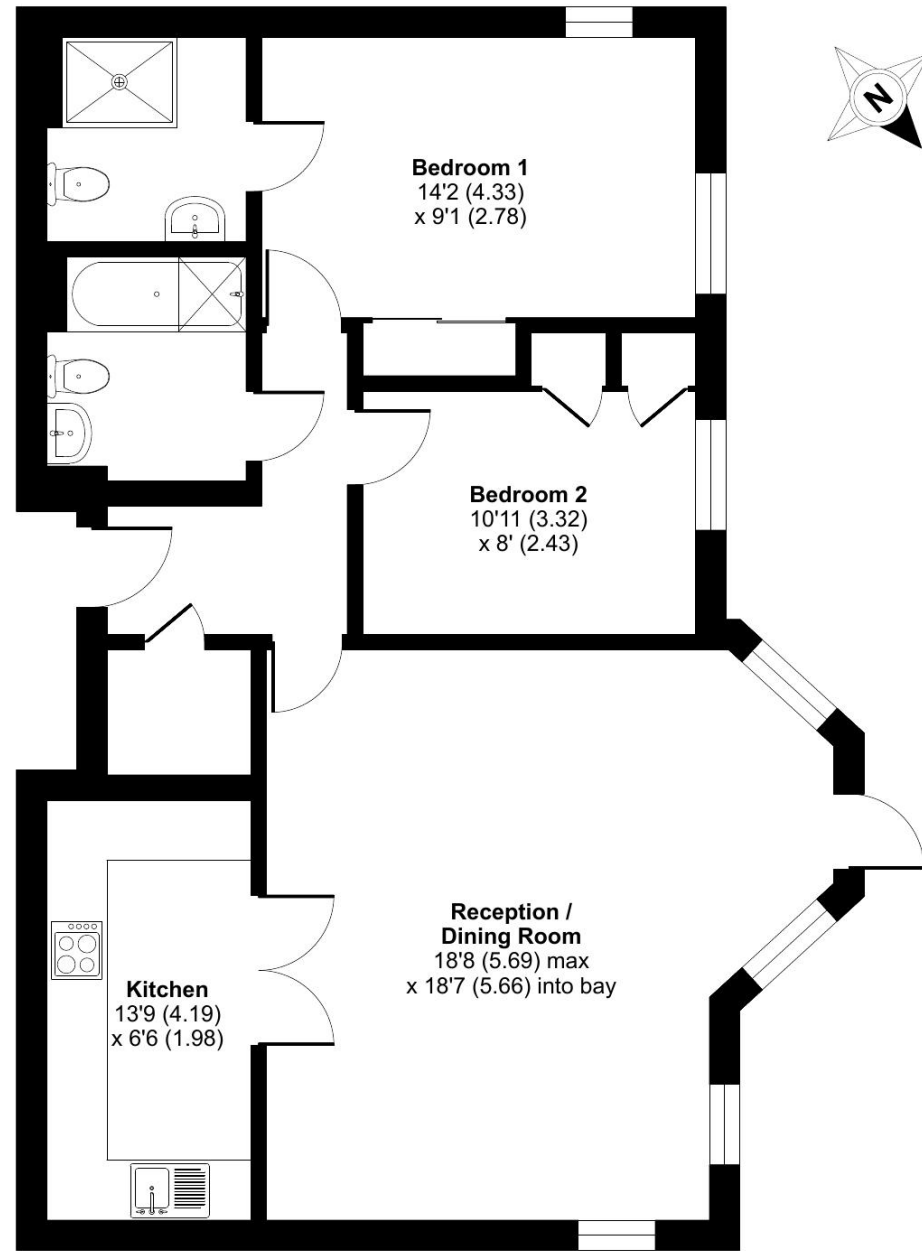 N
Bedroom 1
14'2 (4.33)
x 9'1 (2.78)
Bedroom 2
10'11 (3.32)
x 8' (2.43)
Reception /
Dining Room
18'8 (5.69) max
x 18'7 (5.66) into bay
Kitchen
13'9 (4.19)
x 6'6 (1.98)